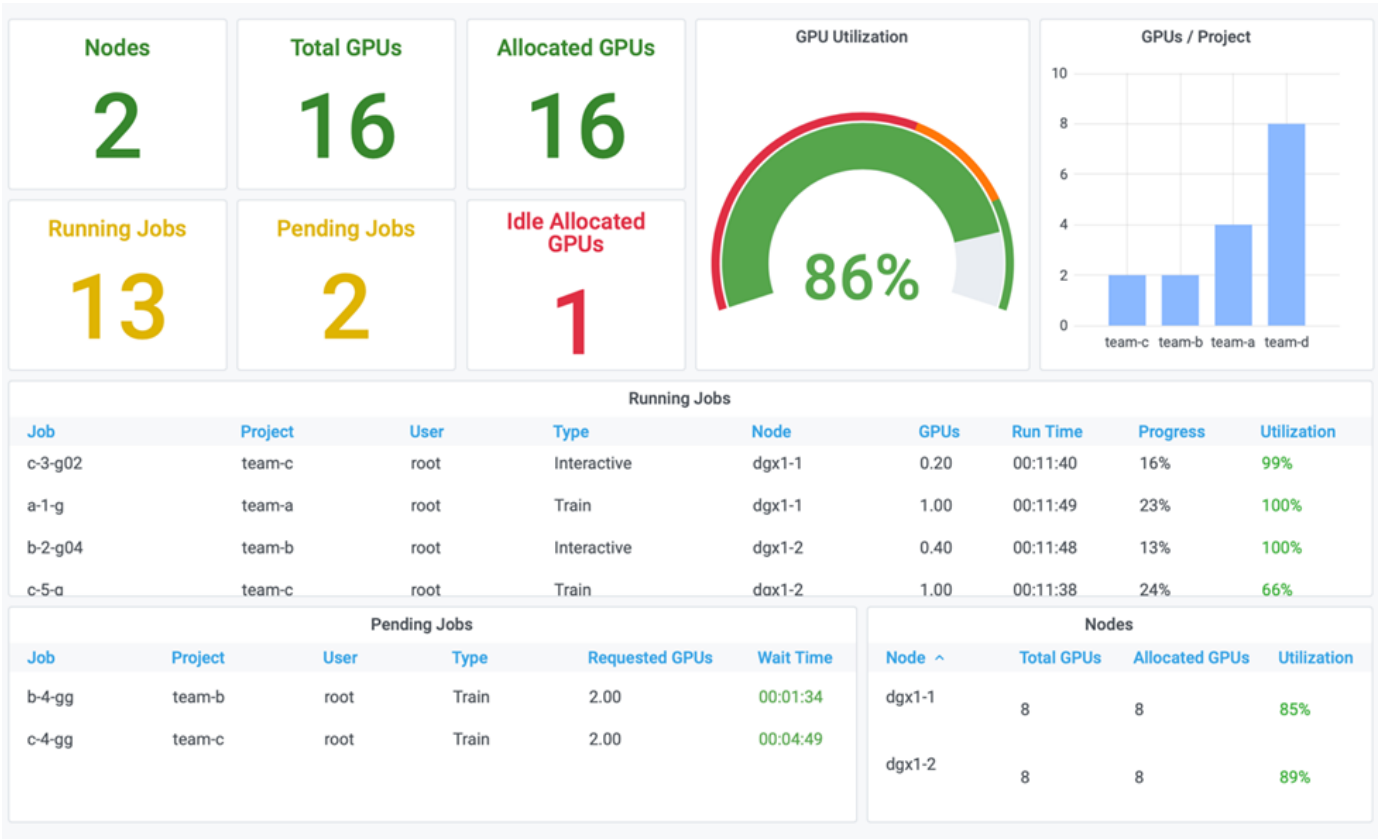 Nodes
2
Total GPUs
16
Allocated GPUs
16
Running Jobs
13
Pending Jobs
2
Idle Allocated
GPUs
1
GPU Utilization
86%
GPUs / Project
10
8
6
4
2
0
team-c team-b team-a team-d
Running Jobs
Job Project User Type Node GPUs Run Time Progress Utilization
c-3-g02 team-c root Interactive dgx1-1 0.20 00:11:40 16% 99%
a-1-g team-a root Train dgx1-1 1.00 00:11:49 23% 100%
b-2-g04 team-b root Interactive dgx1-2 0.40 00:11:48 13% 100%
c-5-g team-c root Train dgx1-2 1.00 00:11:38 24% 66%
Pending Jobs
Job Project User Type Requested GPUs Wait Time
b-4-gg team-b root Train 2.00 00:01:34
c-4-gg team-c root Train 2.00 00:04:49
Nodes
Node Total GPUs Allocated GPUs Utilization
dgx1-1 8 8 85%
dgx1-2 8 8 89%